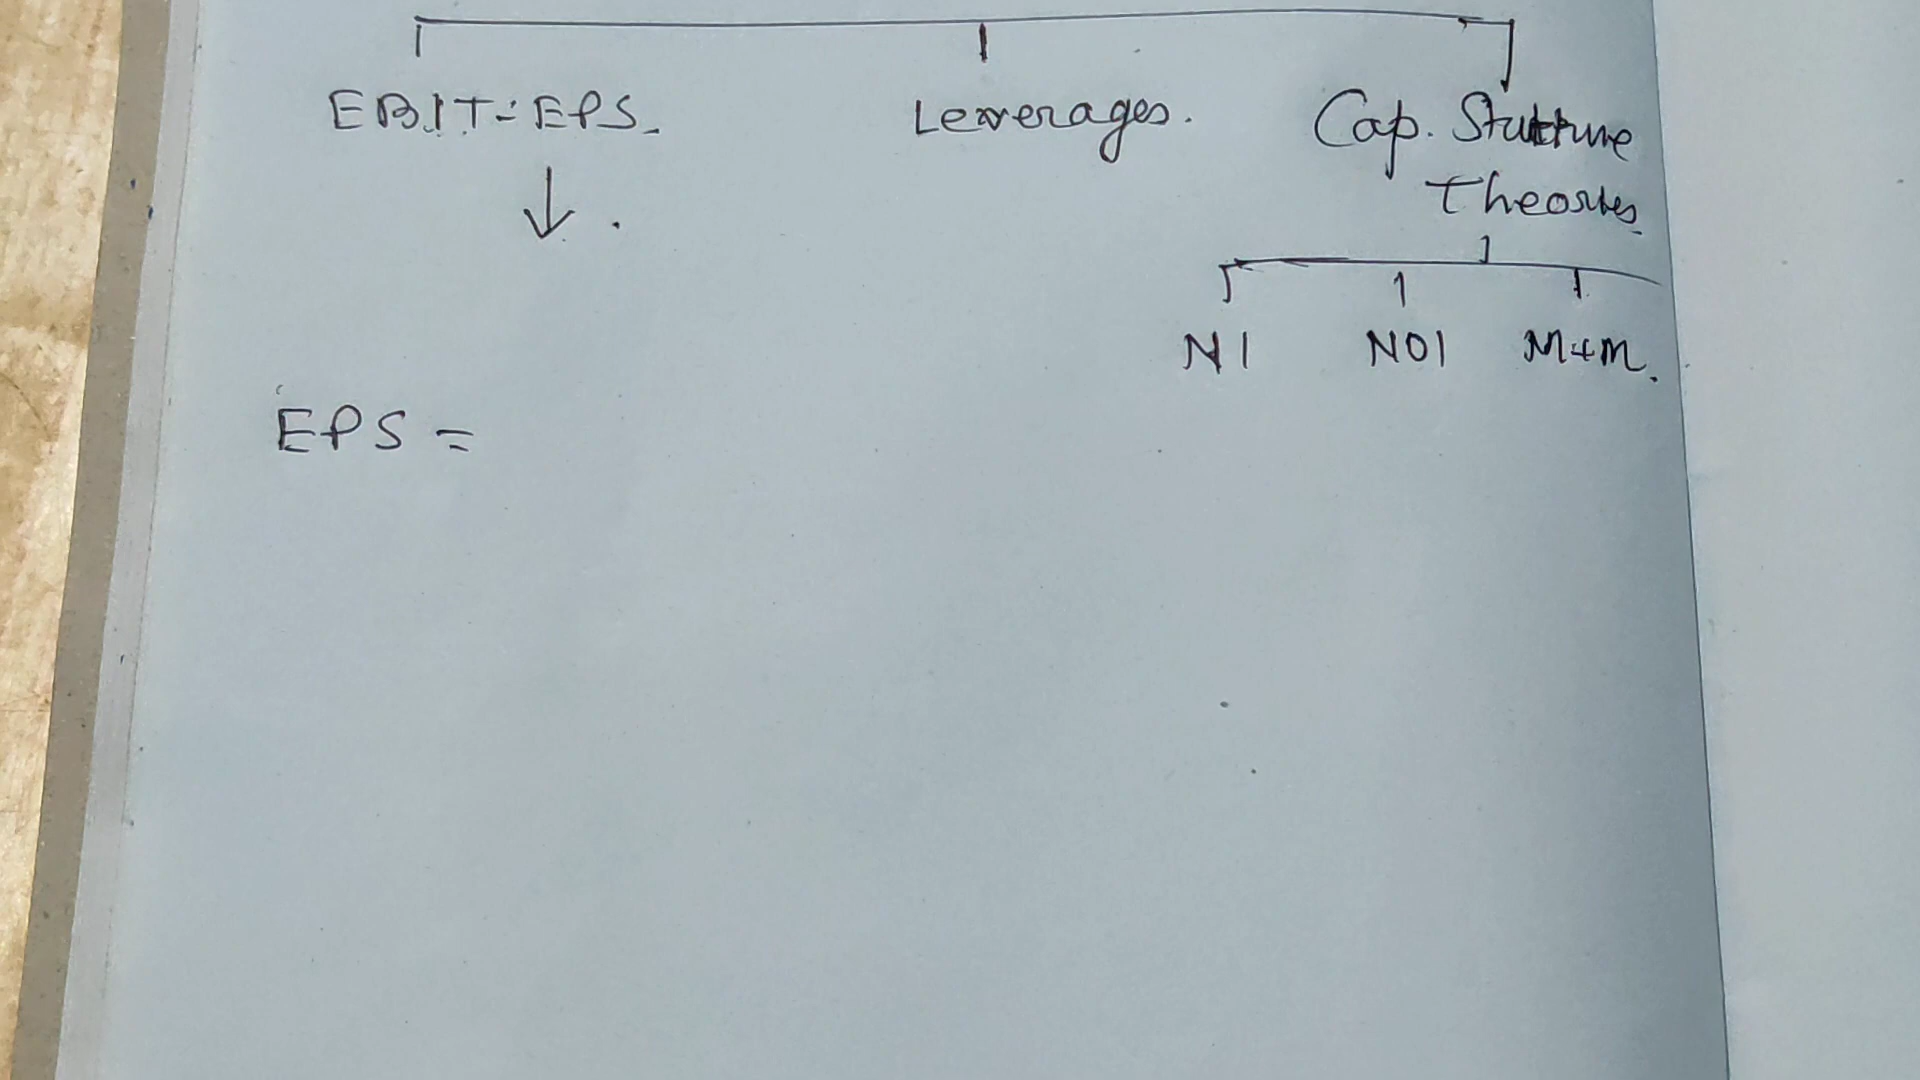 EBIT-EPS. Leverages. Cap. Structure
Theories
NI NOI M+M.
EPS =